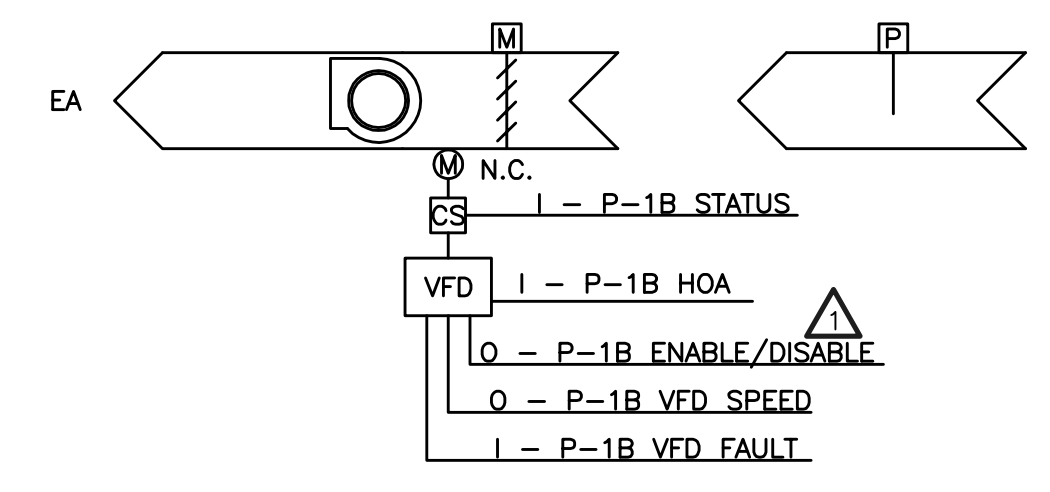 M
P
EA
M
N.C.
CS
I - P-1B STATUS
VFD
I - P-1B HOA
1
O - P-1B ENABLE/DISABLE
O - P-1B VFD SPEED
I - P-1B VFD FAULT